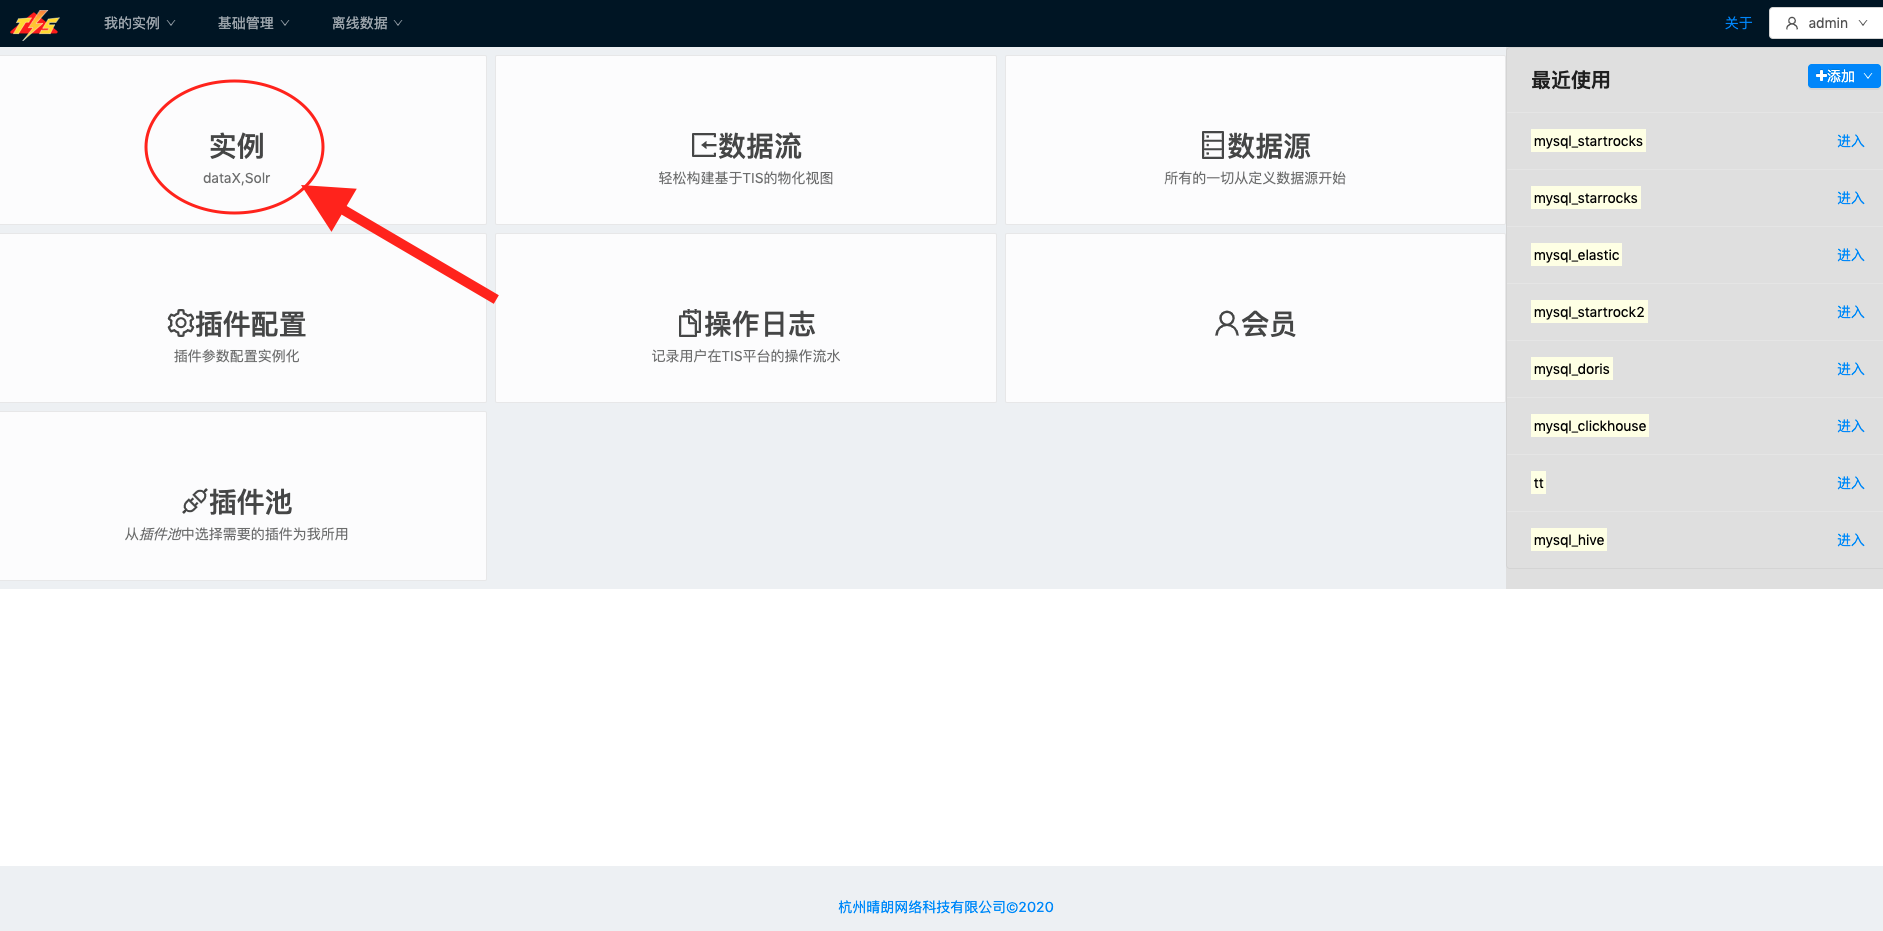 TIS
我的实例
基础管理
离线数据
关于
admin
实例
dataX,Solr
数据流
轻松构建基于TIS的物化视图
数据源
所有的一切从定义数据源开始
插件配置
插件参数配置实例化
操作日志
记录用户在TIS平台的操作流水
会员
插件池
从插件池中选择需要的插件为我所用
最近使用
添加
mysql_startrocks 进入
mysql_starrocks 进入
mysql_elastic 进入
mysql_startrock2 进入
mysql_doris 进入
mysql_clickhouse 进入
tt 进入
mysql_hive 进入
杭州晴朗网络科技有限公司©2020